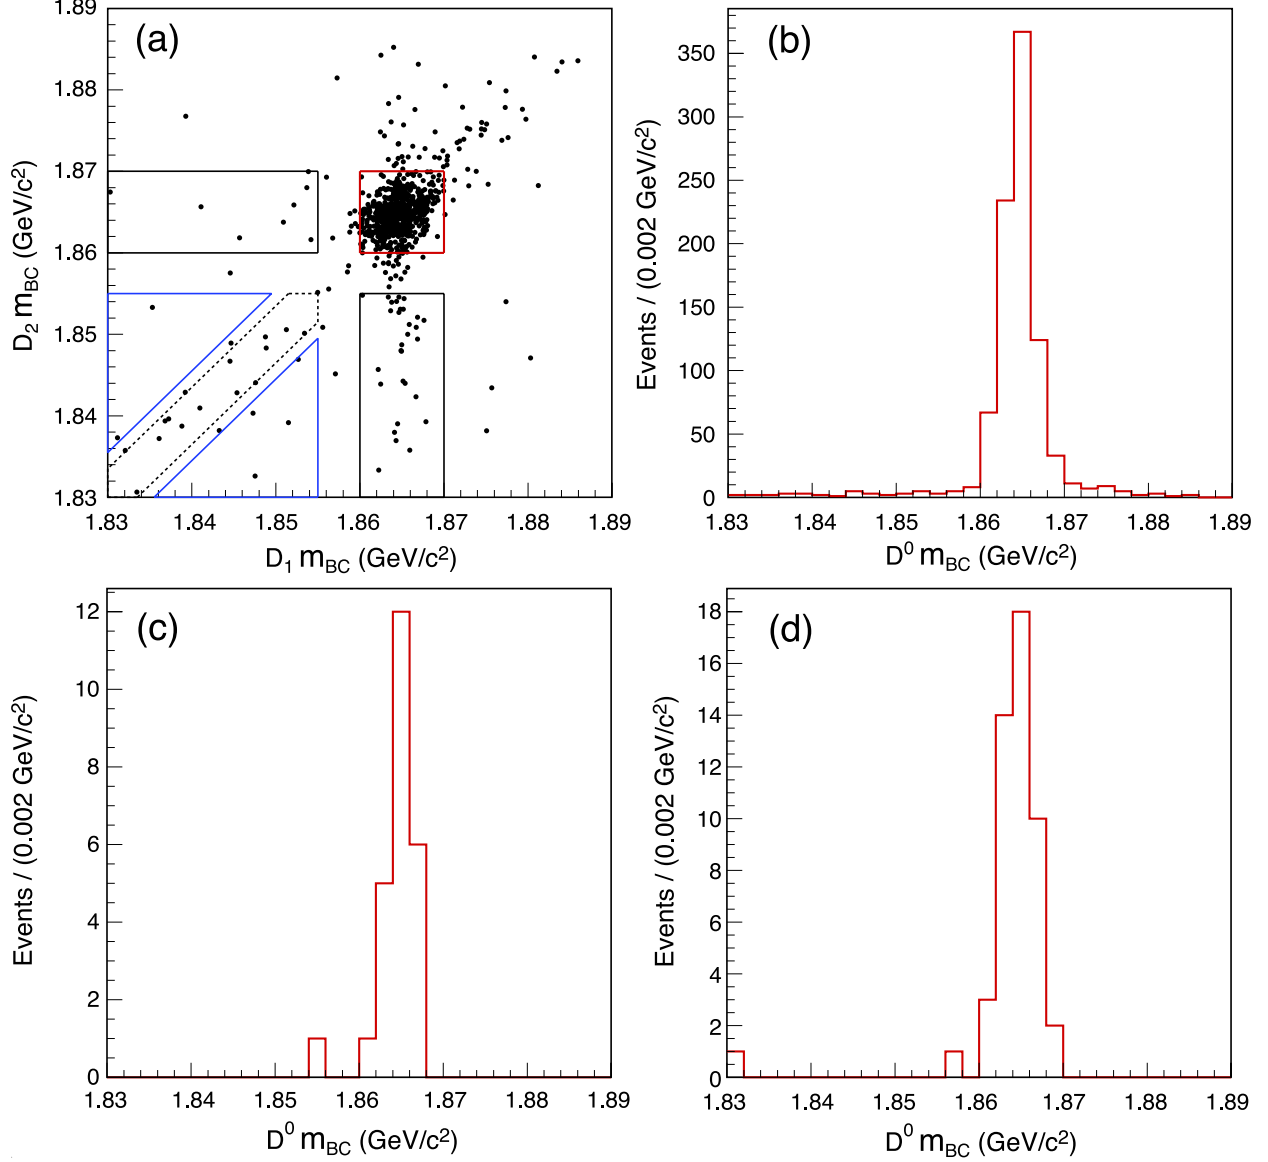 (a)
1.89
1.88
1.87
1.86
1.85
1.84
1.83
D2 mBC (GeV/c2)
1.83 1.84 1.85 1.86 1.87 1.88 1.89
D1 mBC (GeV/c2)
(b)
350
300
250
200
150
100
50
0
Events / (0.002 GeV/c2)
1.83 1.84 1.85 1.86 1.87 1.88 1.89
D0 mBC (GeV/c2)
(c)
12
10
8
6
4
2
0
Events / (0.002 GeV/c2)
1.83 1.84 1.85 1.86 1.87 1.88 1.89
D0 mBC (GeV/c2)
(d)
18
16
14
12
10
8
6
4
2
0
Events / (0.002 GeV/c2)
1.83 1.84 1.85 1.86 1.87 1.88 1.89
D0 mBC (GeV/c2)